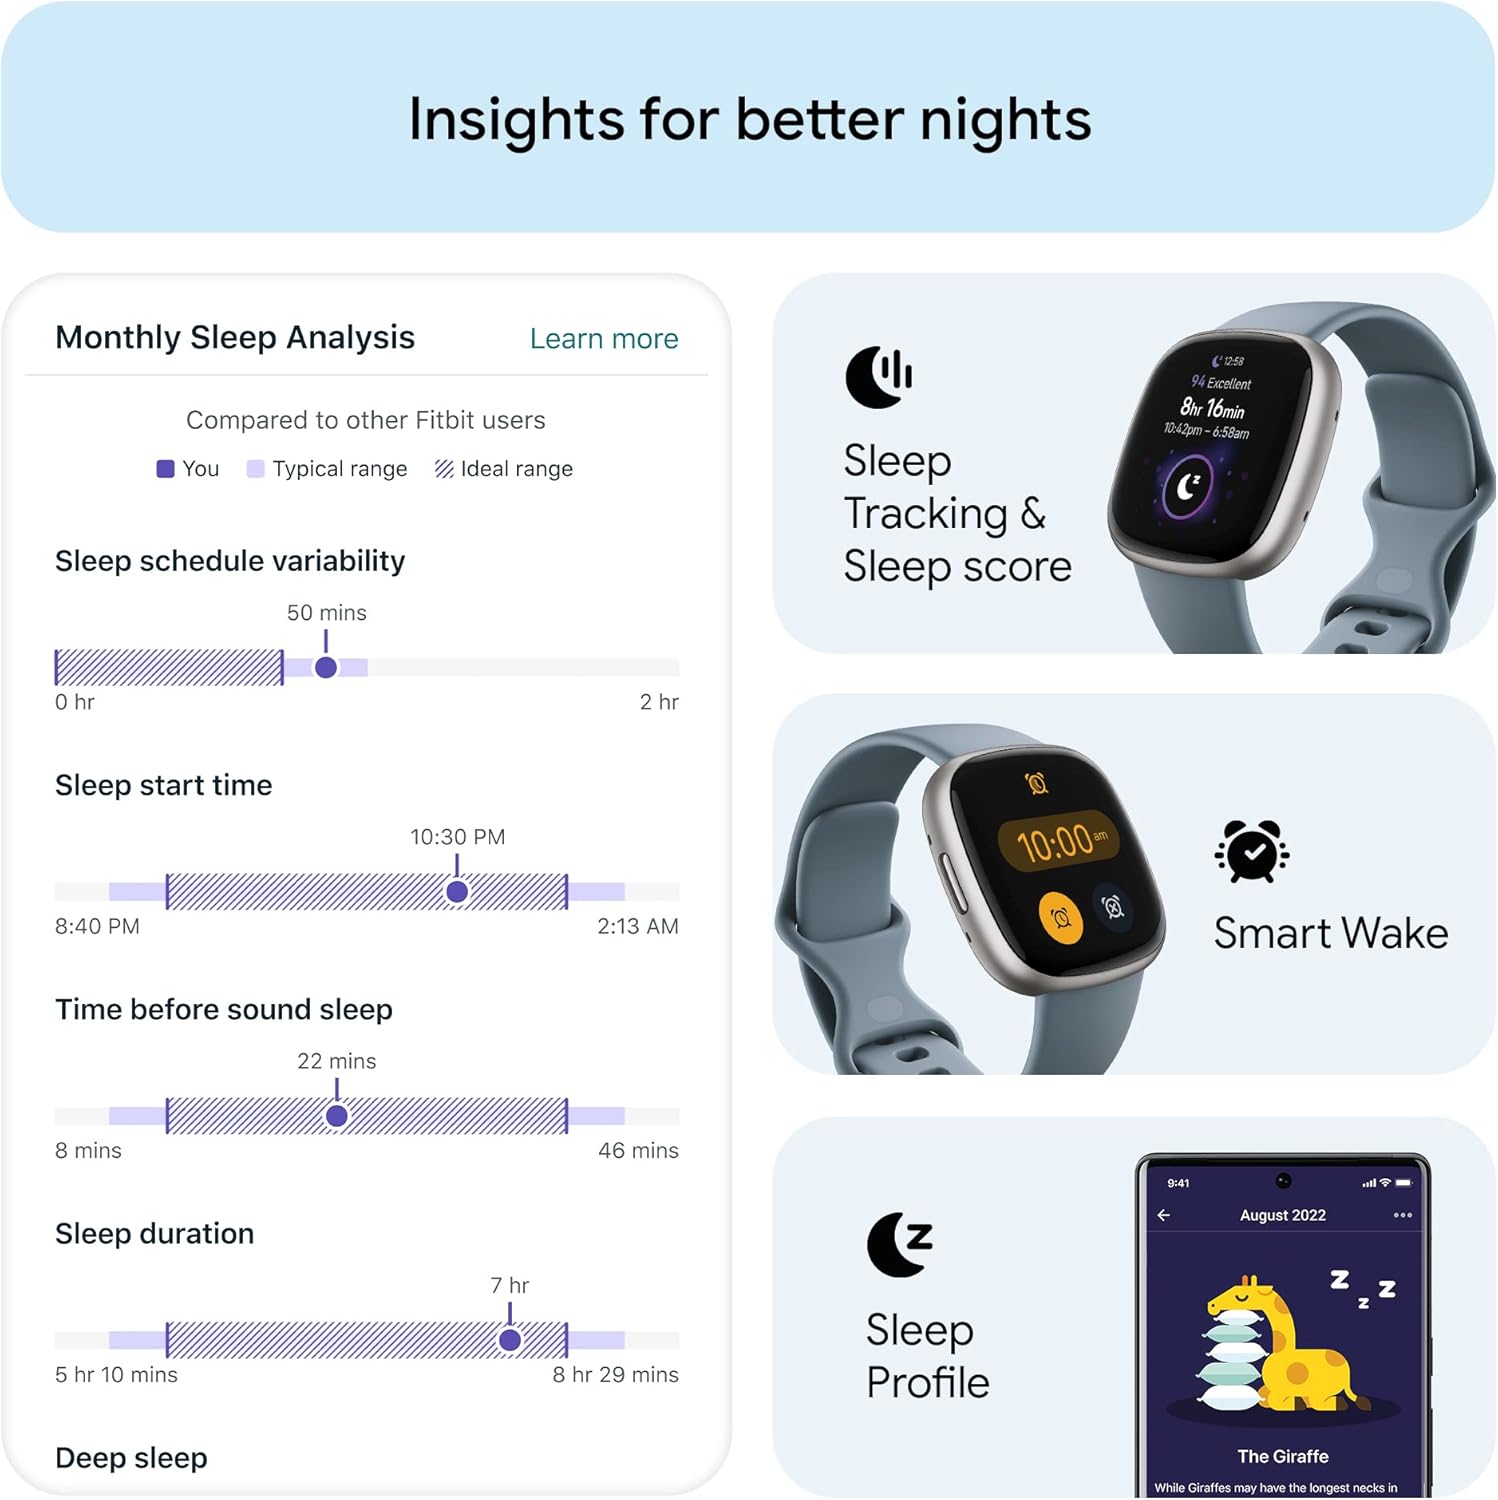 Insights for better nights
Monthly Sleep Analysis
Learn more
Compared to other Fitbit users
You
Typical range
Ideal range
Sleep schedule variability
50 mins
0 hr
2 hr
Sleep start time
10:30 PM
8:40 PM
2:13 AM
Time before sound sleep
22 mins
8 mins
46 mins
Sleep duration
7 hr
5 hr 10 mins
8 hr 29 mins
Deep sleep
Sleep
Tracking &
Sleep score
12:58
94 Excellent
8hr 16min
10:42pm – 6:58am
z
10:00 am
Smart Wake
z
Sleep
Profile
9:41
August 2022
z z
z
The Giraffe
While Giraffes may have the longest necks in